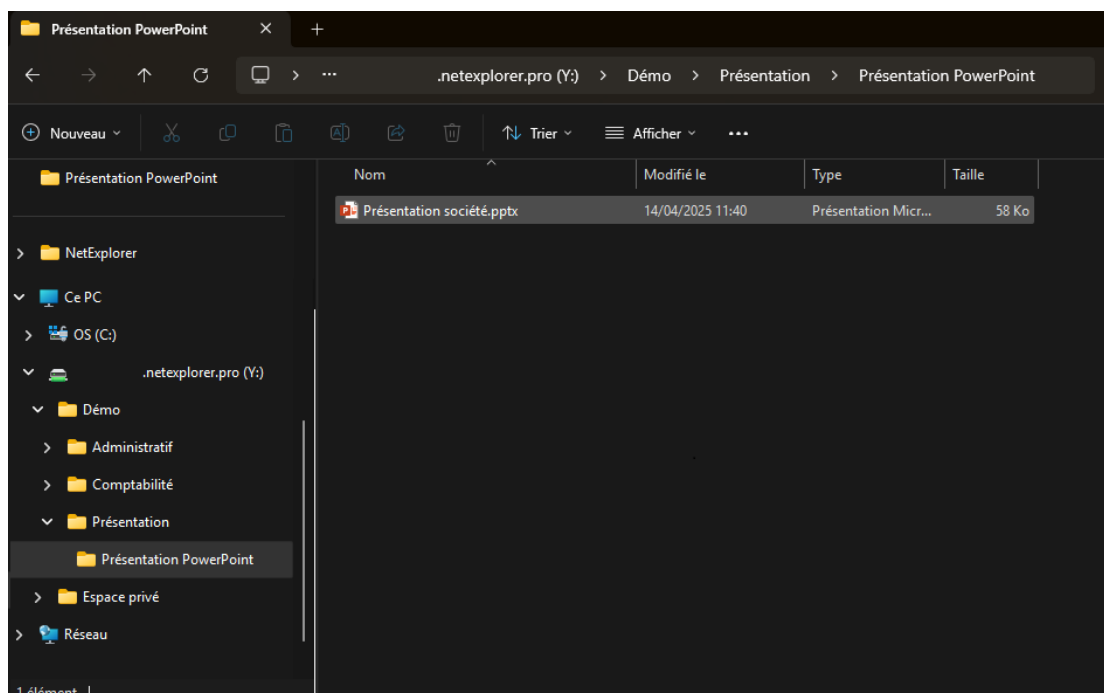 Présentation PowerPoint
... .netexplorer.pro (Y:) > Démo > Présentation > Présentation PowerPoint
Nouveau Trier Afficher ...
Présentation PowerPoint
NetExplorer
Ce PC
OS (C:)
.netexplorer.pro (Y:)
Démo
Administratif
Comptabilité
Présentation
Présentation PowerPoint
Espace privé
Réseau
Nom Modifié le Type Taille
Présentation société.pptx 14/04/2025 11:40 Présentation Micr... 58 Ko
1 élément